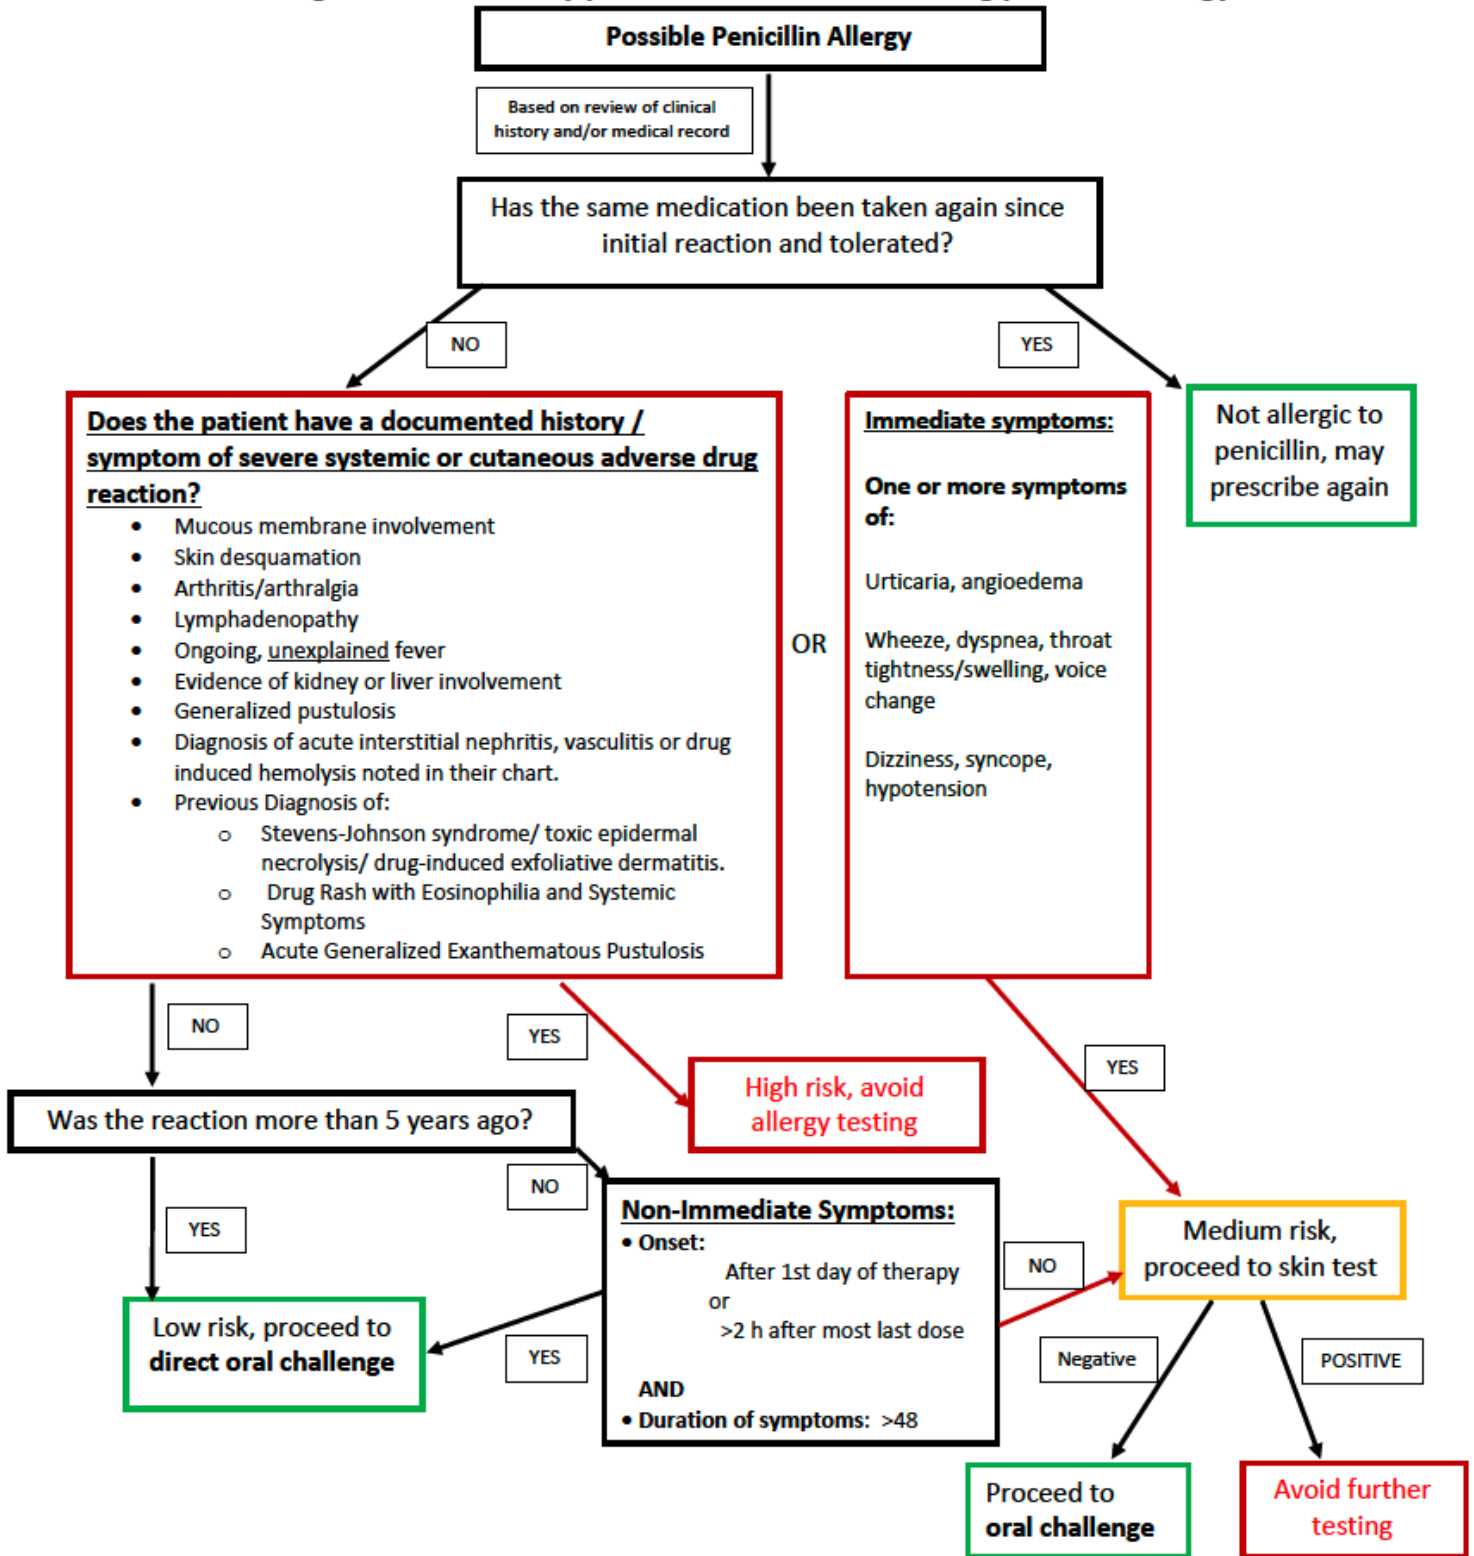 Possible Penicillin Allergy
Based on review of clinical
history and/or medical record
Has the same medication been taken again since
initial reaction and tolerated?
NO
YES
Does the patient have a documented history /
symptom of severe systemic or cutaneous adverse drug
reaction?
• Mucous membrane involvement
• Skin desquamation
• Arthritis/arthralgia
• Lymphadenopathy
• Ongoing, unexplained fever
• Evidence of kidney or liver involvement
• Generalized pustulosis
• Diagnosis of acute interstitial nephritis, vasculitis or drug
induced hemolysis noted in their chart.
• Previous Diagnosis of:
o Stevens-Johnson syndrome/ toxic epidermal
necrolysis/ drug-induced exfoliative dermatitis.
o Drug Rash with Eosinophilia and Systemic
Symptoms
o Acute Generalized Exanthematous Pustulosis
OR
Immediate symptoms:
One or more symptoms
of:
Urticaria, angioedema
Wheeze, dyspnea, throat
tightness/swelling, voice
change
Dizziness, syncope,
hypotension
Not allergic to
penicillin, may
prescribe again
NO
YES
YES
High risk, avoid
allergy testing
Was the reaction more than 5 years ago?
NO
YES
Non-Immediate Symptoms:
• Onset:
After 1st day of therapy
or
>2 h after most last dose
AND
• Duration of symptoms: >48
NO
YES
Medium risk,
proceed to skin test
Low risk, proceed to
direct oral challenge
Negative
POSITIVE
Proceed to
oral challenge
Avoid further
testing